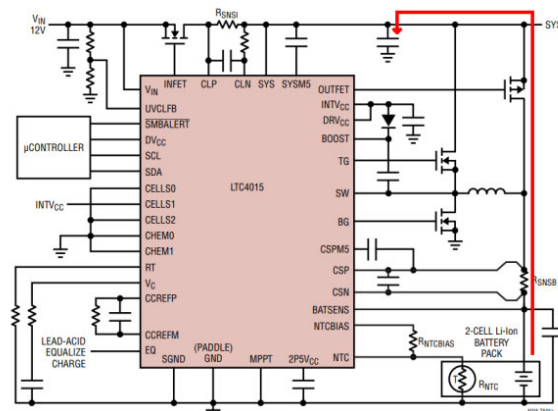 VIN
12V
RSNSI
SYS
INFET
CLP
CLN
SYS
SYSM5
VIN
UVCLFB
SMBALERT
DVCC
SCL
SDA
CELLS0
CELLS1
CELLS2
CHEM0
CHEM1
RT
VC
CCREFP
CCREFM
EQ
µCONTROLLER
INTVCC
LEAD-ACID
EQUALIZE
CHARGE
LTC4015
OUTFET
INTVCC
DRVCC
BOOST
TG
SW
BG
CSPM5
CSP
CSN
BATSENS
NTCBIAS
NTC
SGND
(PADDLE)
GND
MPPT
2P5VCC
RSNSB
RNTCBIAS
2-CELL Li-Ion
BATTERY
PACK
T
RNTC